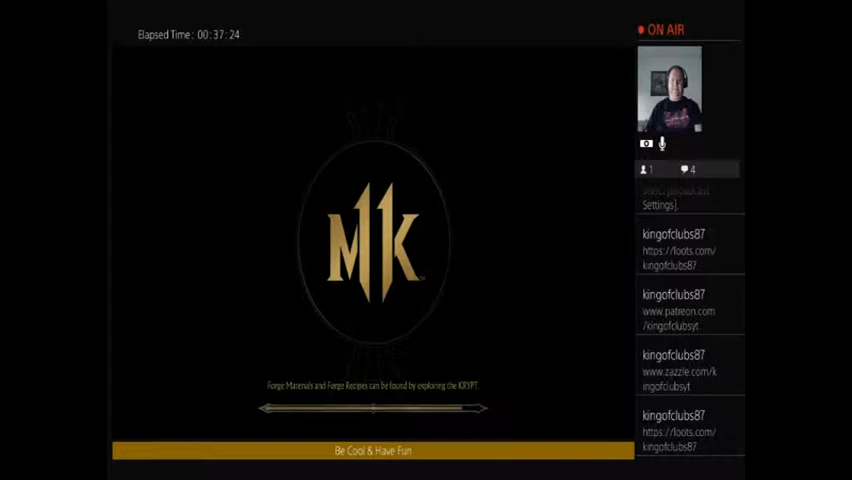 Elapsed Time: 00:37:24
ON AIR
1 4
Settings].
kingofclubs87
https://loots.com/
kingofclubs87
kingofclubs87
www.patreon.com
/kingofclubsyt
kingofclubs87
www.zazzle.com/k
ingofclubsyt
kingofclubs87
https://loots.com/
kingofclubs87
MK
Forge Materials and Forge Recipes can be found by exploring the KRYPT.
Be Cool & Have Fun